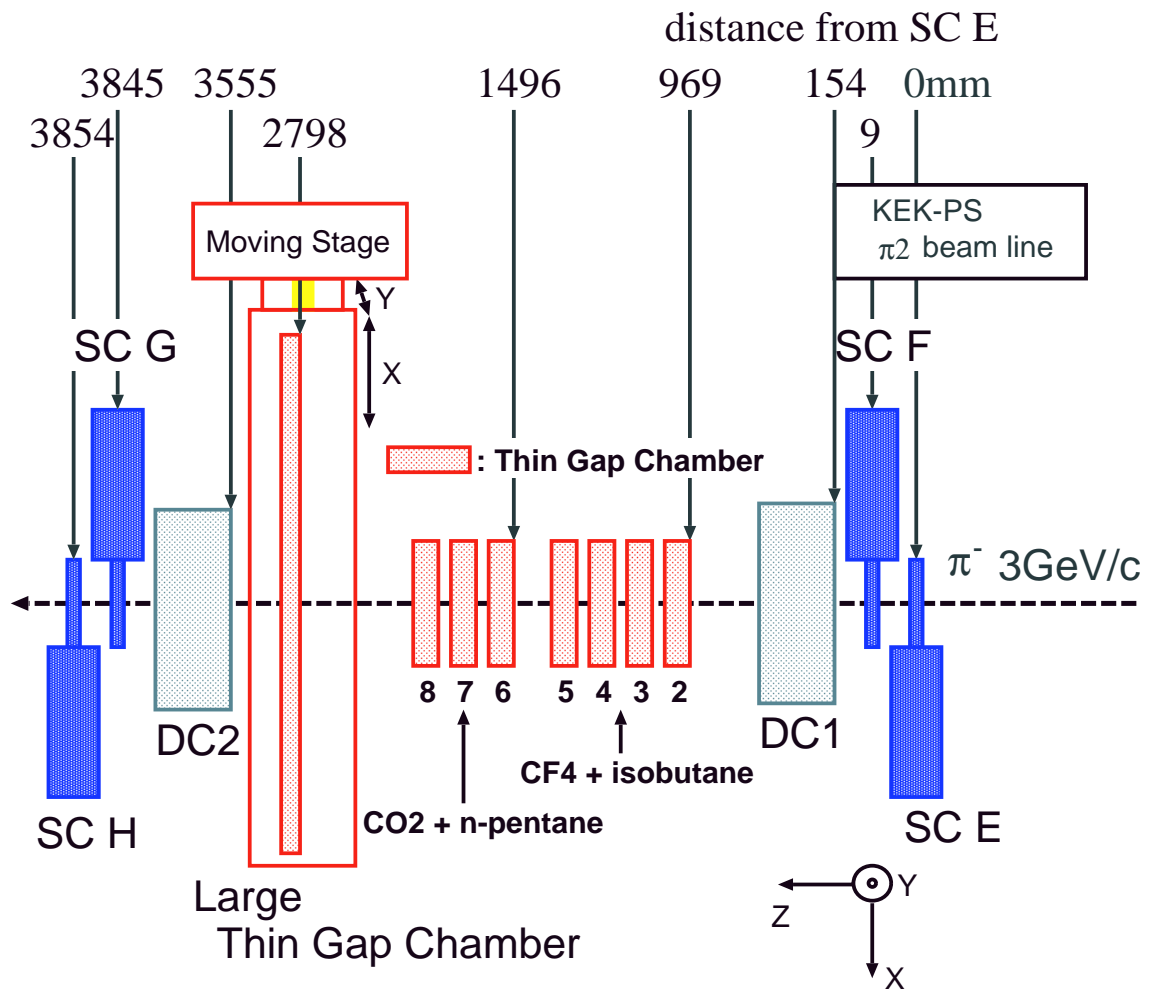 distance from SC E
3845 3555 1496 969 154 0mm
3854 2798 9
KEK-PS
π2 beam line
Moving Stage
Y
SC G
SC F
X
: Thin Gap Chamber
π- 3GeV/c
8 7 6 5 4 3 2
DC2
DC1
CF4 + isobutane
CO2 + n-pentane
SC H
SC E
Large
Thin Gap Chamber
Y
Z
X